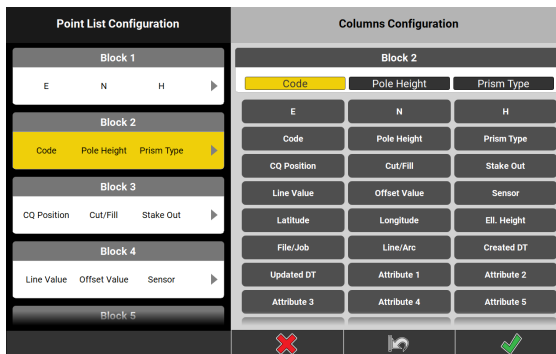 Point List Configuration
Block 1
E N H
Block 2
Code Pole Height Prism Type
Block 3
CQ Position Cut/Fill Stake Out
Block 4
Line Value Offset Value Sensor
Block 5
Columns Configuration
Block 2
Code Pole Height Prism Type
E N H
Code Pole Height Prism Type
CQ Position Cut/Fill Stake Out
Line Value Offset Value Sensor
Latitude Longitude Ell. Height
File/Job Line/Arc Created DT
Updated DT Attribute 1 Attribute 2
Attribute 3 Attribute 4 Attribute 5